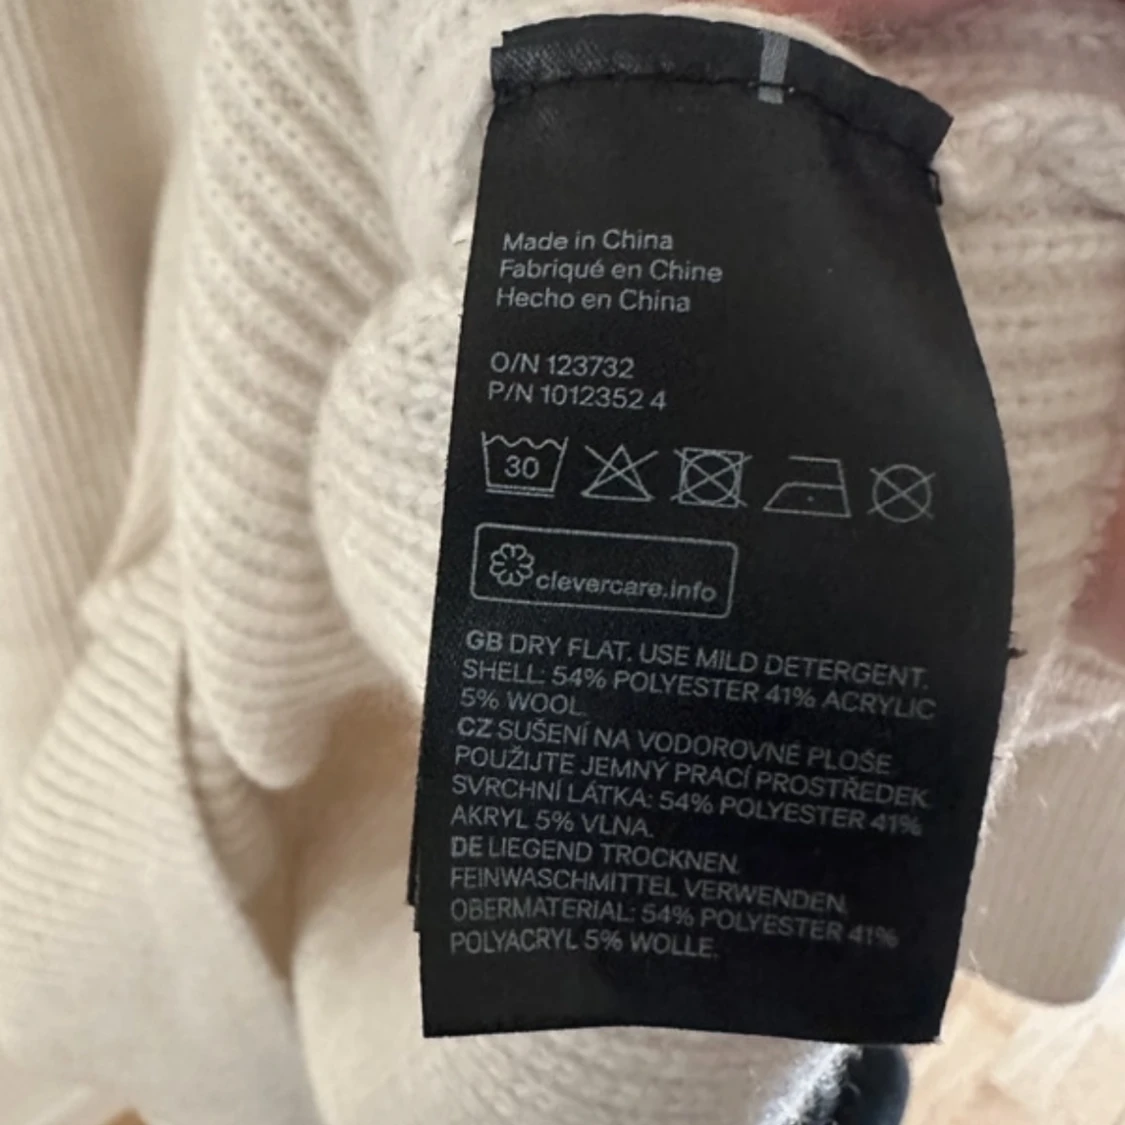 Made in China
Fabriqué en Chine
Hecho en China
O/N 123732
P/N 1012352 4
30
clevercare.info
GB DRY FLAT. USE MILD DETERGENT.
SHELL: 54% POLYESTER 41% ACRYLIC
5% WOOL.
CZ SUŠENÍ NA VODOROVNÉ PLOŠE.
POUŽIJTE JEMNÝ PRACÍ PROSTŘEDEK.
SVRCHNÍ LÁTKA: 54% POLYESTER 41%
AKRYL 5% VLNA.
DE LIEGEND TROCKNEN.
FEINWASCHMITTEL VERWENDEN.
OBERMATERIAL: 54% POLYESTER 41%
POLYACRYL 5% WOLLE.